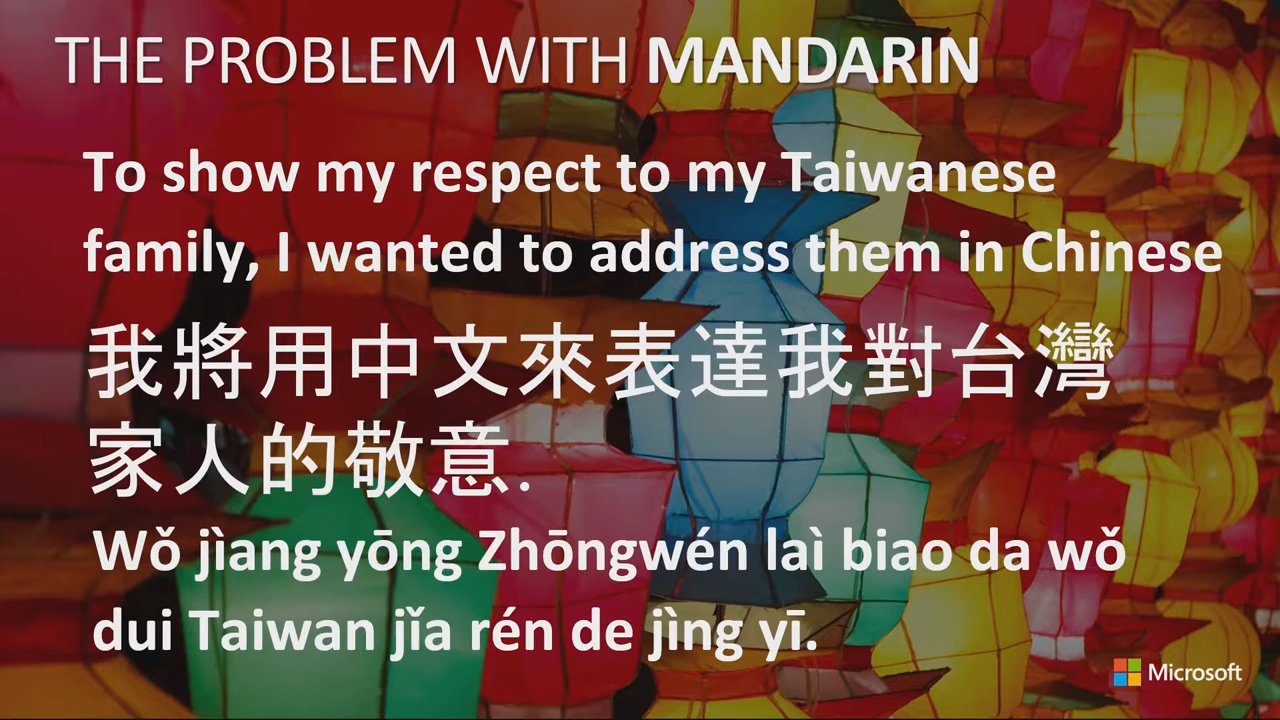 THE PROBLEM WITH MANDARIN
To show my respect to my Taiwanese
family, I wanted to address them in Chinese
我將用中文來表達我對台灣
家人的敬意.
Wǒ jìang yōng Zhōngwén laì biao da wǒ
dui Taiwan jǐa rén de jìng yī.
Microsoft